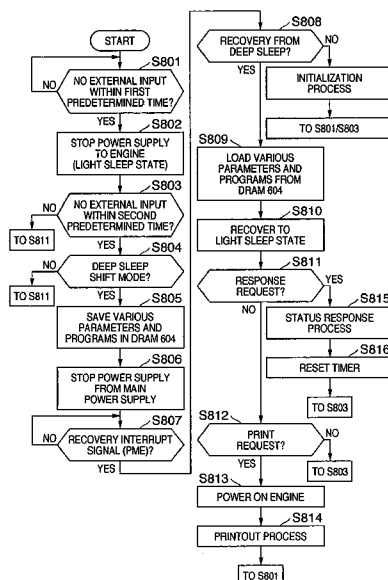 START
S801
NO EXTERNAL INPUT
WITHIN FIRST
PREDETERMINED TIME?
NO
YES
S802
STOP POWER SUPPLY
TO ENGINE
(LIGHT SLEEP STATE)
S803
NO EXTERNAL INPUT
WITHIN SECOND
PREDETERMINED TIME?
NO
TO S811
YES
S804
DEEP SLEEP
SHIFT MODE?
NO
TO S811
YES
S805
SAVE VARIOUS
PARAMETERS AND
PROGRAMS IN DRAM 604
S806
STOP POWER SUPPLY
FROM MAIN
POWER SUPPLY
S807
RECOVERY INTERRUPT
SIGNAL (PME)?
NO
YES
S808
RECOVERY FROM
DEEP SLEEP?
NO
YES
INITIALIZATION
PROCESS
TO S801/S803
S809
LOAD VARIOUS
PARAMETERS AND
PROGRAMS FROM
DRAM 604
S810
RECOVER TO
LIGHT SLEEP STATE
S811
RESPONSE
REQUEST?
YES
NO
S815
STATUS RESPONSE
PROCESS
S816
RESET TIMER
TO S803
S812
PRINT
REQUEST?
NO
TO S803
YES
S813
POWER ON ENGINE
S814
PRINTOUT PROCESS
TO S801